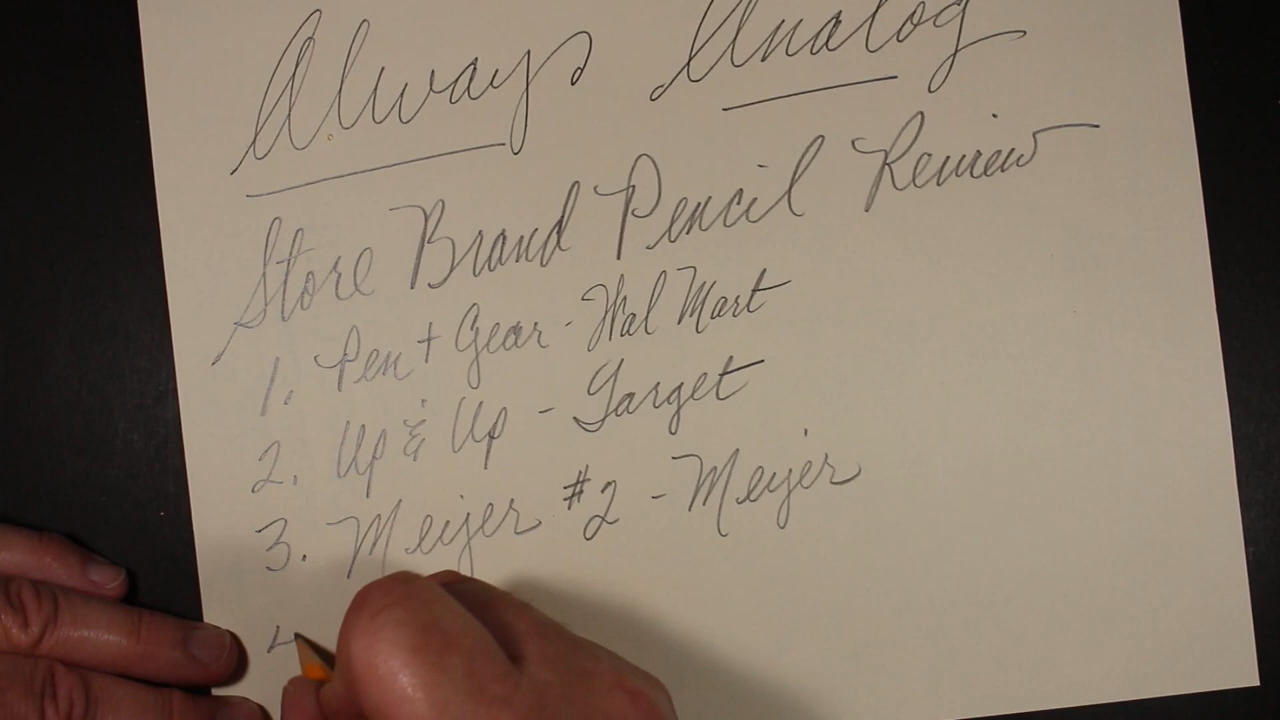 Always Analog
Store Brand Pencil Review
1. Pen + Gear - Wal Mart
2. Up & Up - Target
3. Meijer #2 - Meijer
4